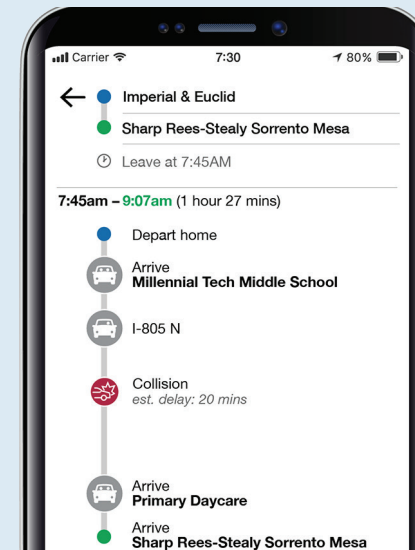 Carrier 7:30 80%
Imperial & Euclid
Sharp Rees-Stealy Sorrento Mesa
Leave at 7:45AM
7:45am – 9:07am (1 hour 27 mins)
Depart home
Arrive
Millennial Tech Middle School
I-805 N
Collision
est. delay: 20 mins
Arrive
Primary Daycare
Arrive
Sharp Rees-Stealy Sorrento Mesa